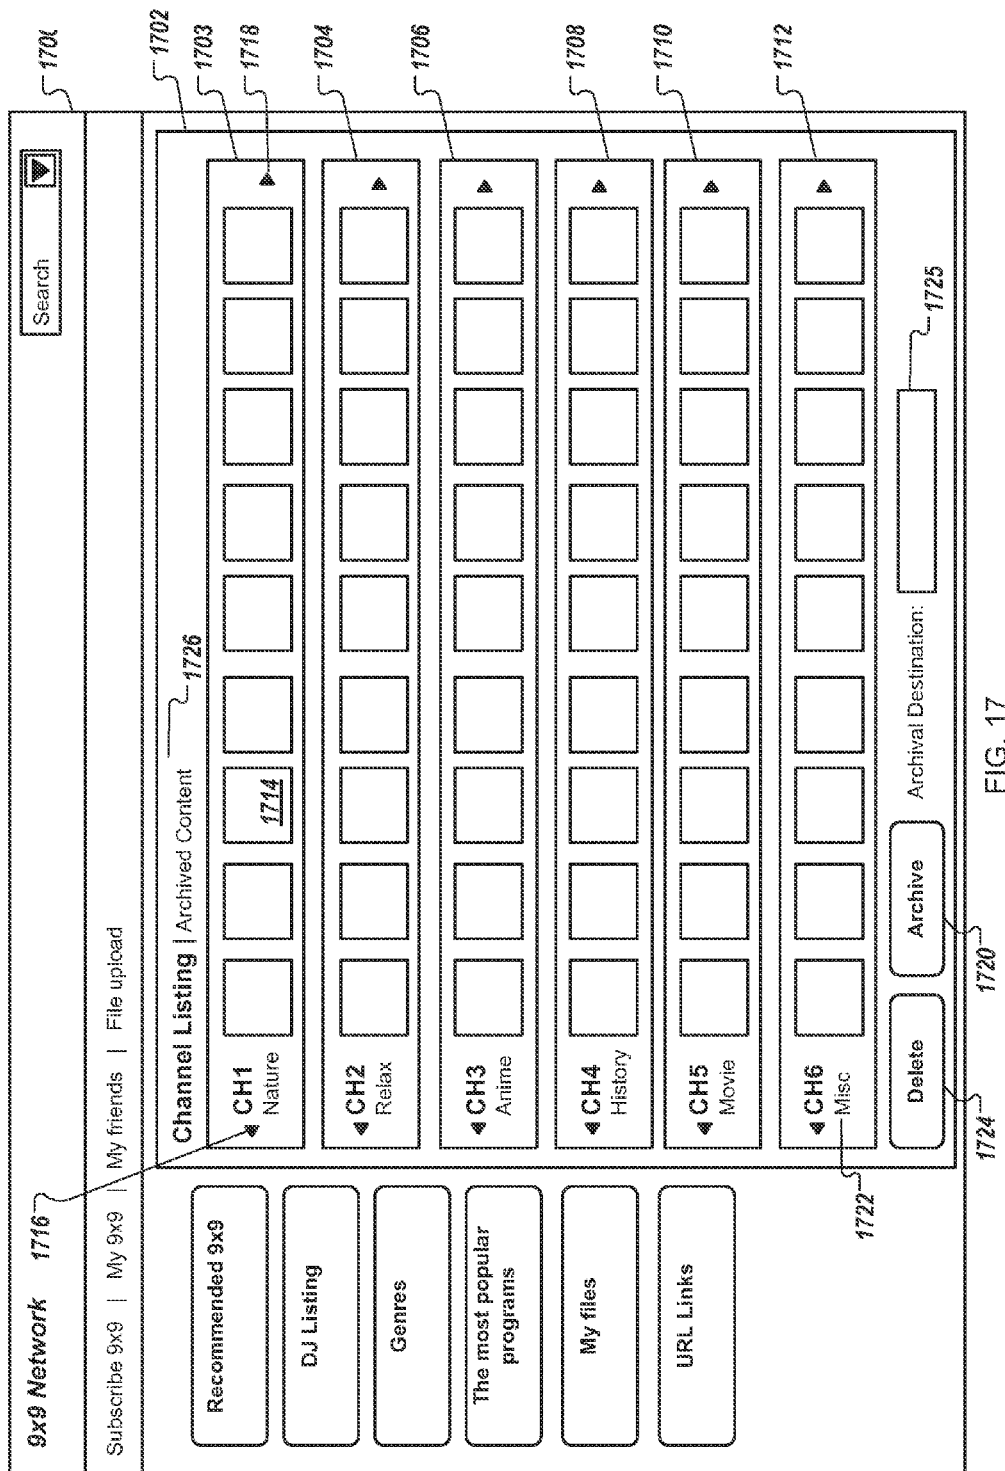 9x9 Network
1716
Search
1700
Subscribe 9x9 | My 9x9 | My friends | File upload
1702
Channel Listing | Archived Content
1726
1703
1718
Recommended 9x9
DJ Listing
Genres
The most popular
programs
My files
URL Links
CH1
Nature
1714
CH2
Relax
1704
CH3
Anime
1706
CH4
History
1708
CH5
Movie
1710
CH6
Misc
1712
1722
Delete
Archive
Archival Destination:
1725
1724
1720
FIG. 17